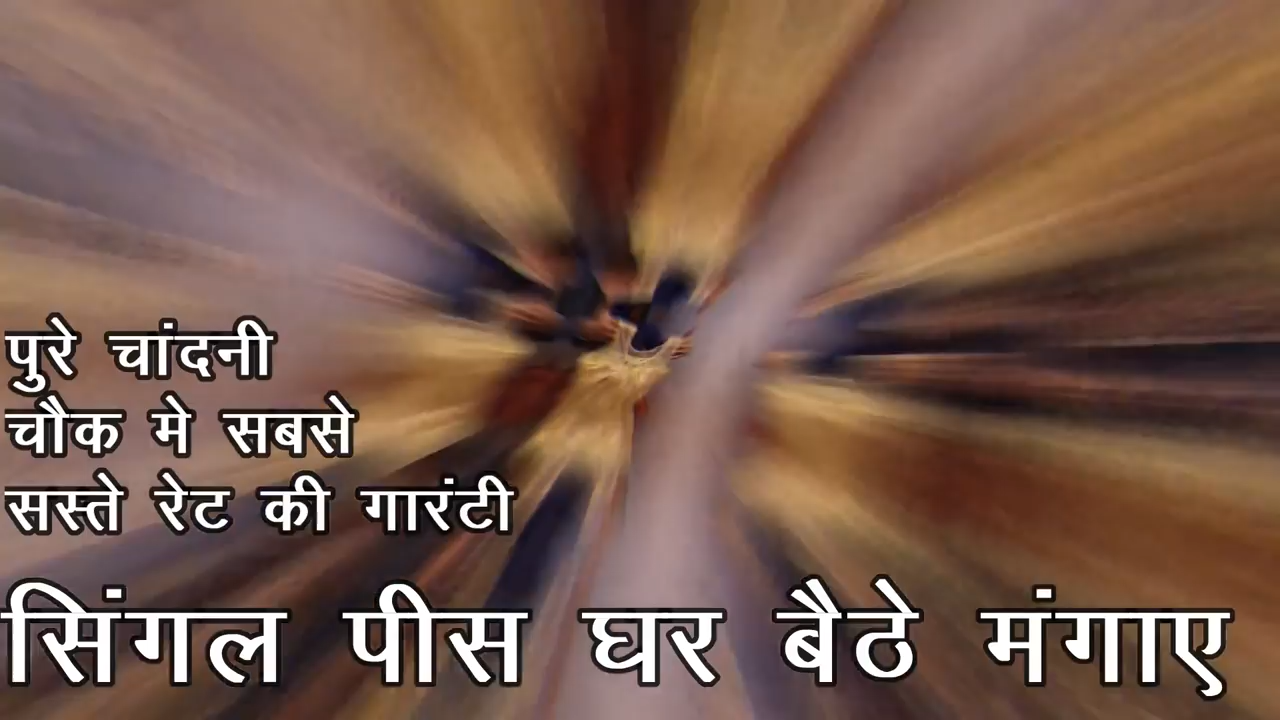 पुरे चांदनी
चौक मे सबसे
सस्ते रेट की गारंटी
सिंगल पीस घर बैठे मंगाए